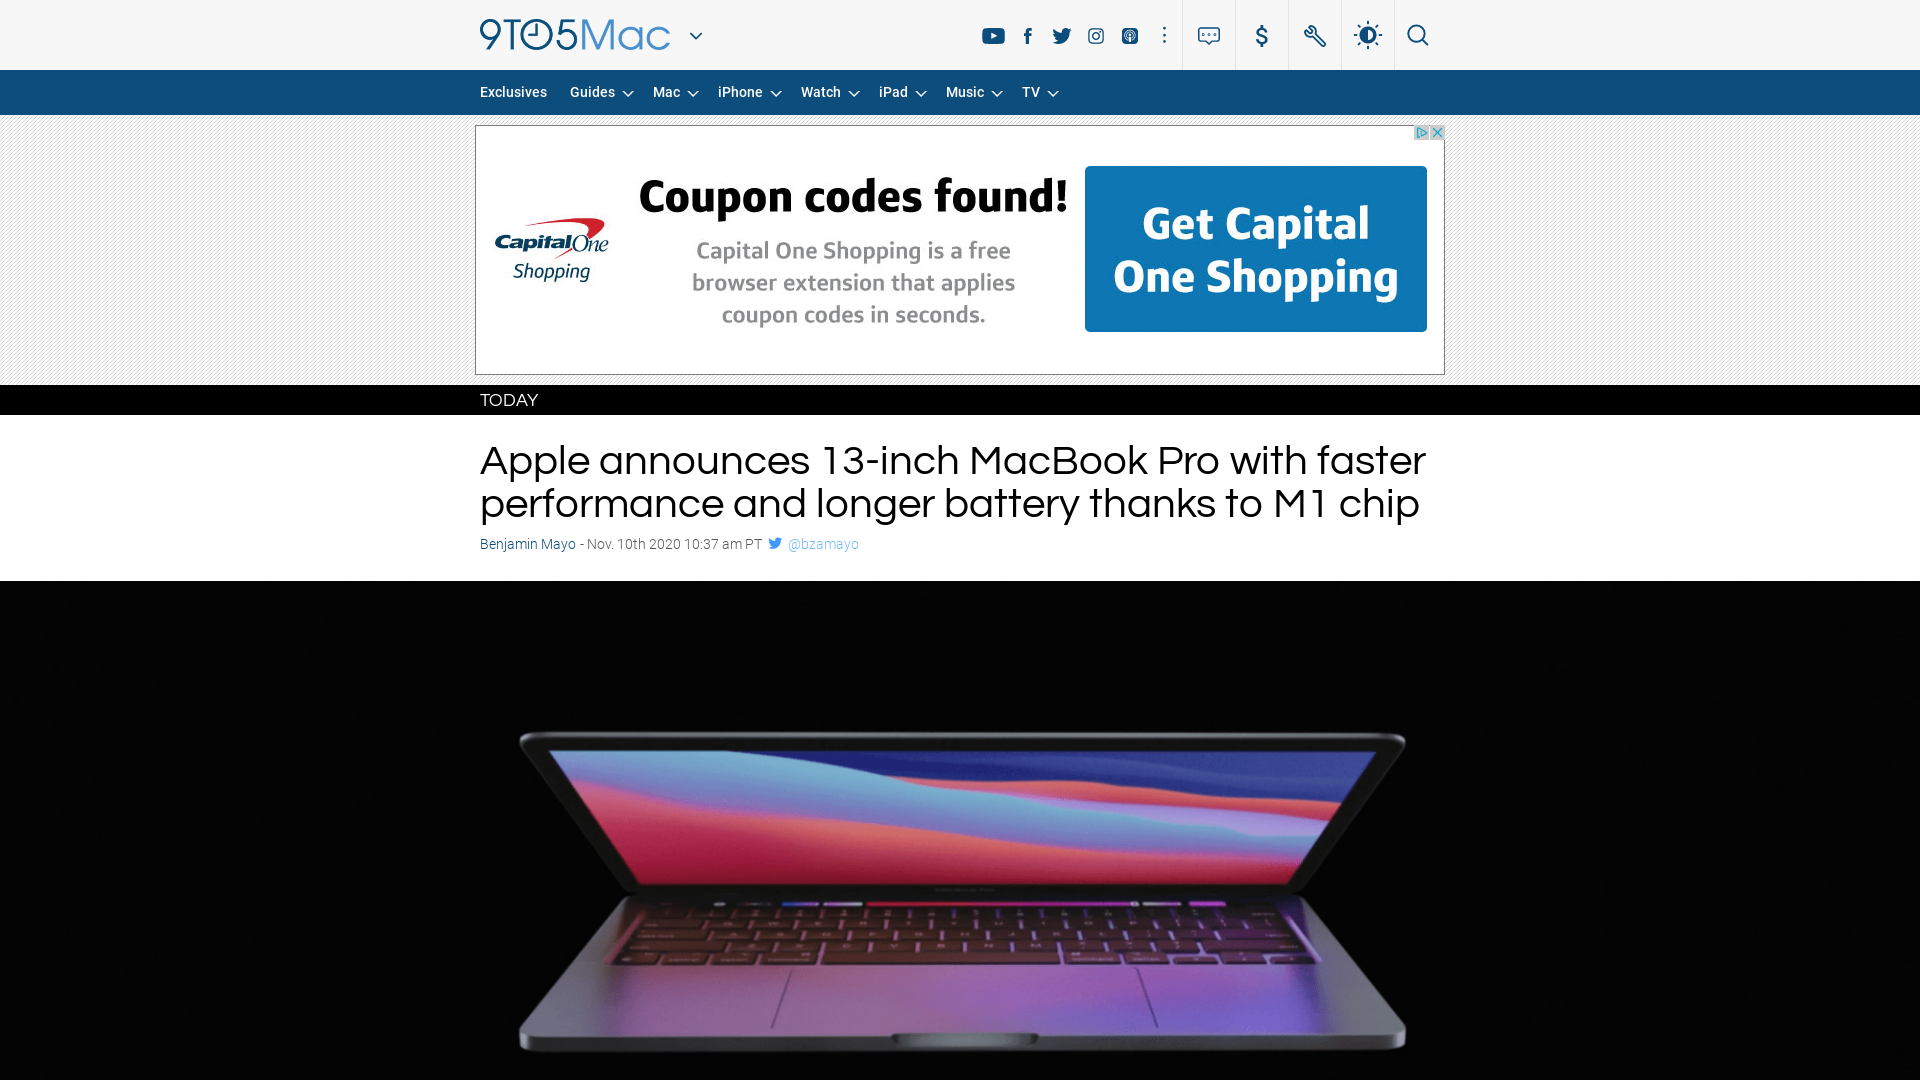 9TO5Mac
Exclusives Guides Mac iPhone Watch iPad Music TV
Coupon codes found!
CapitalOne
Shopping
Capital One Shopping is a free
browser extension that applies
coupon codes in seconds.
Get Capital
One Shopping
TODAY
Apple announces 13-inch MacBook Pro with faster
performance and longer battery thanks to M1 chip
Benjamin Mayo - Nov. 10th 2020 10:37 am PT @bzamayo